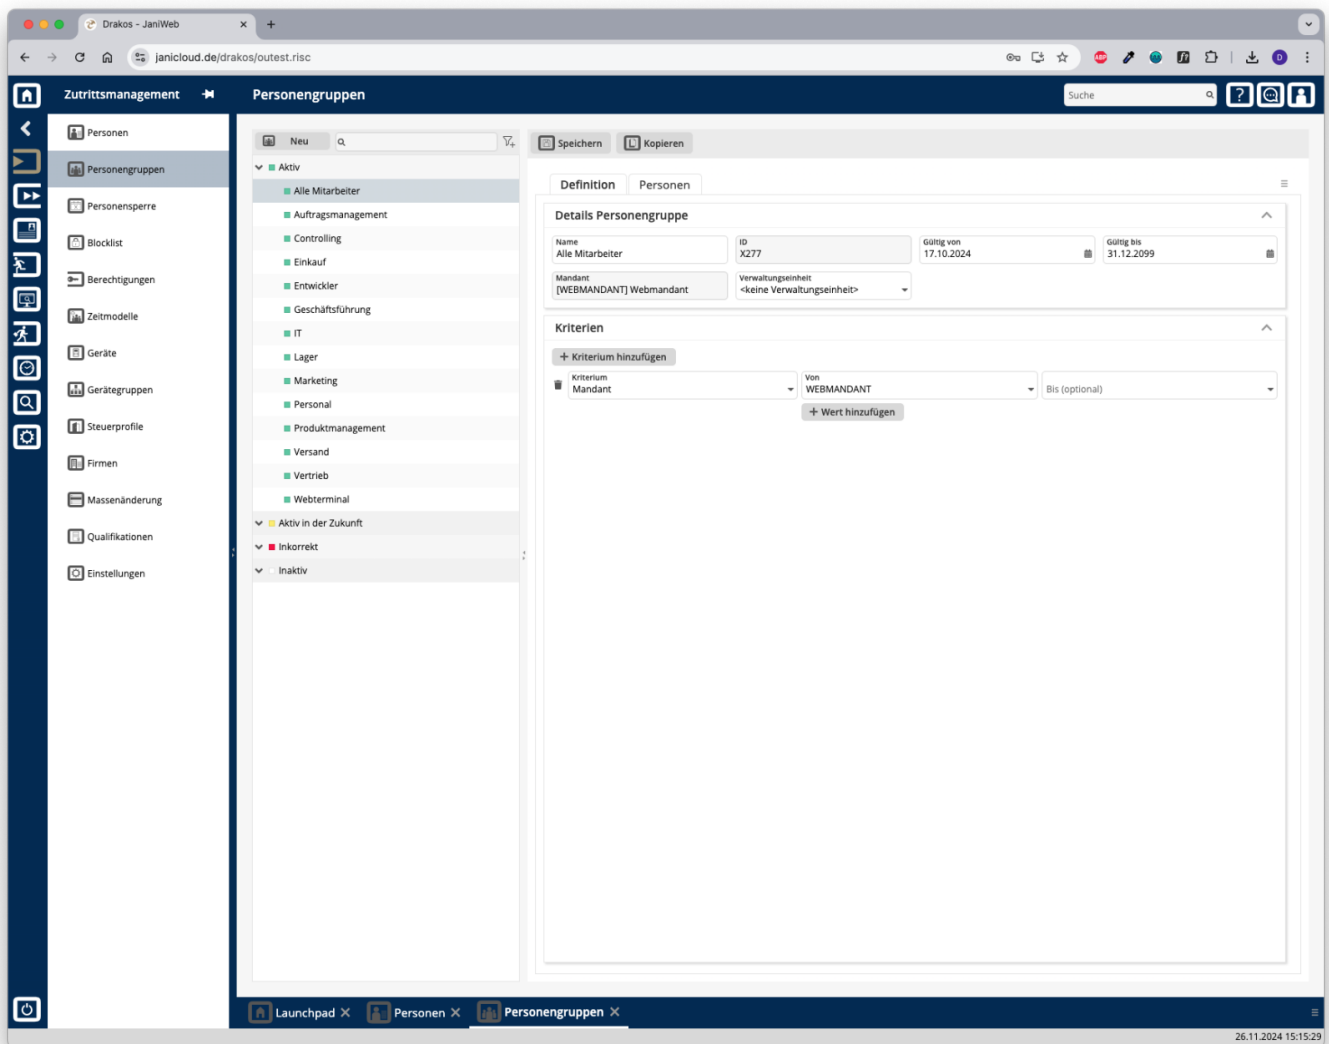 Drakos - JaniWeb
janicloud.de/drakos/outest.risc
ABP
D
Zutrittsmanagement
Personengruppen
Suche
?
Personen
Personengruppen
Personensperre
Blocklist
Berechtigungen
Zeitmodelle
Geräte
Gerätegruppen
Steuerprofile
Firmen
Massenänderung
Qualifikationen
Einstellungen
Neu
Aktiv
Alle Mitarbeiter
Auftragsmanagement
Controlling
Einkauf
Entwickler
Geschäftsführung
IT
Lager
Marketing
Personal
Produktmanagement
Versand
Vertrieb
Webterminal
Aktiv in der Zukunft
Inkorrekt
Inaktiv
Speichern
Kopieren
Definition
Personen
Details Personengruppe
Name
Alle Mitarbeiter
ID
X277
Gültig von
17.10.2024
Gültig bis
31.12.2099
Mandant
[WEBMANDANT] Webmandant
Verwaltungseinheit
<keine Verwaltungseinheit>
Kriterien
+ Kriterium hinzufügen
Kriterium
Mandant
Von
WEBMANDANT
Bis (optional)
+ Wert hinzufügen
Launchpad
Personen
Personengruppen
26.11.2024 15:15:29